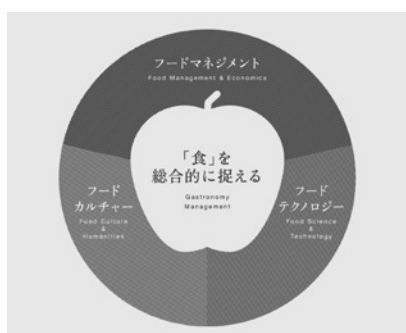 フードマネジメント
Food Management & Economics
「食」を
総合的に捉える
Gastronomy
Management
フード
カルチャー
Food Culture
&
Humanities
フード
テクノロジー
Food Science
&
Technology